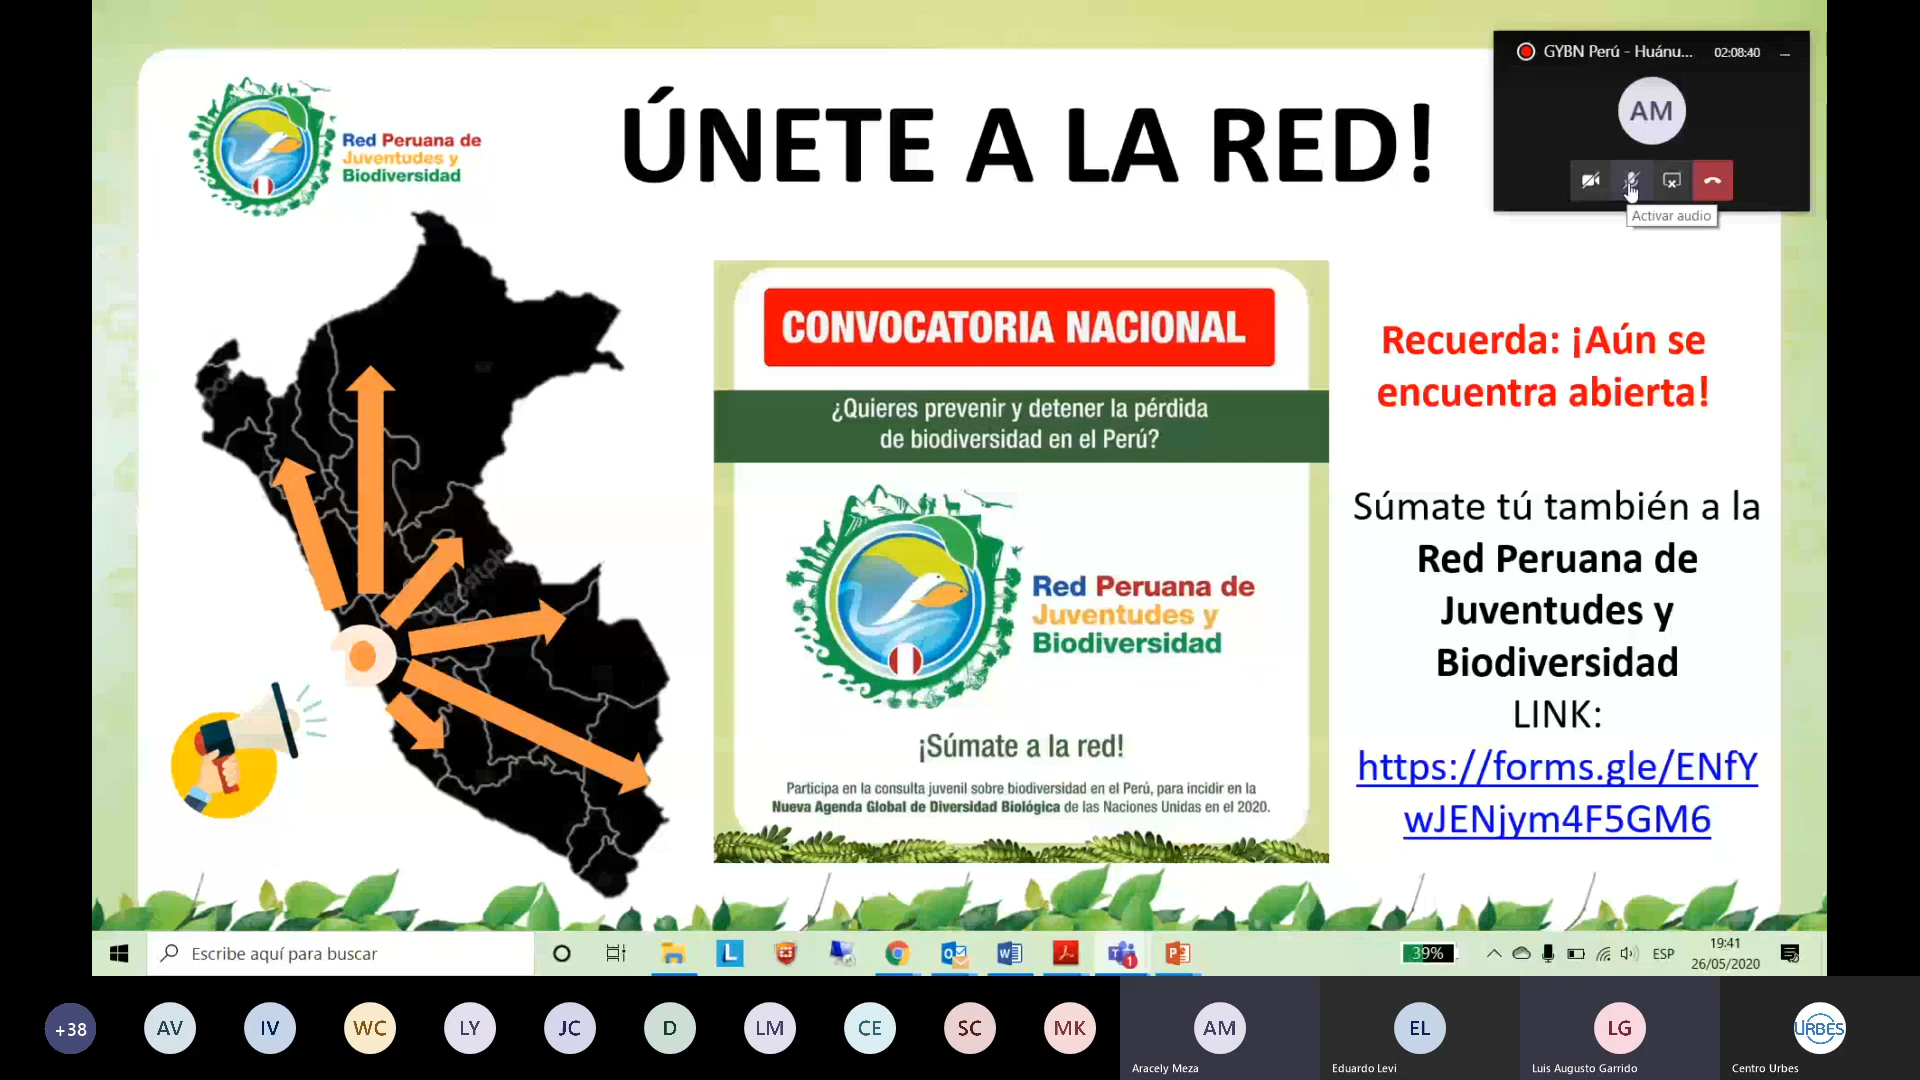 ÚNETE A LA RED!
Red Peruana de
Juventudes y
Biodiversidad
GYBN Perú - Huánu...
02:08:40
AM
Activar audio
CONVOCATORIA NACIONAL
¿Quieres prevenir y detener la pérdida
de biodiversidad en el Perú?
Red Peruana de
Juventudes y
Biodiversidad
¡Súmate a la red!
Participa en la consulta juvenil sobre biodiversidad en el Perú, para incidir en la
Nueva Agenda Global de Diversidad Biológica de las Naciones Unidas en el 2020.
Recuerda: ¡Aún se
encuentra abierta!
Súmate tú también a la
Red Peruana de
Juventudes y
Biodiversidad
LINK:
https://forms.gle/ENfY
wJENjym4F5GM6
Escribe aquí para buscar
39%
ESP
19:41
26/05/2020
+38
AV
IV
WC
LY
JC
D
LM
CE
SC
MK
AM
Aracely Meza
EL
Eduardo Levi
LG
Luis Augusto Garrido
URBES
Centro Urbes